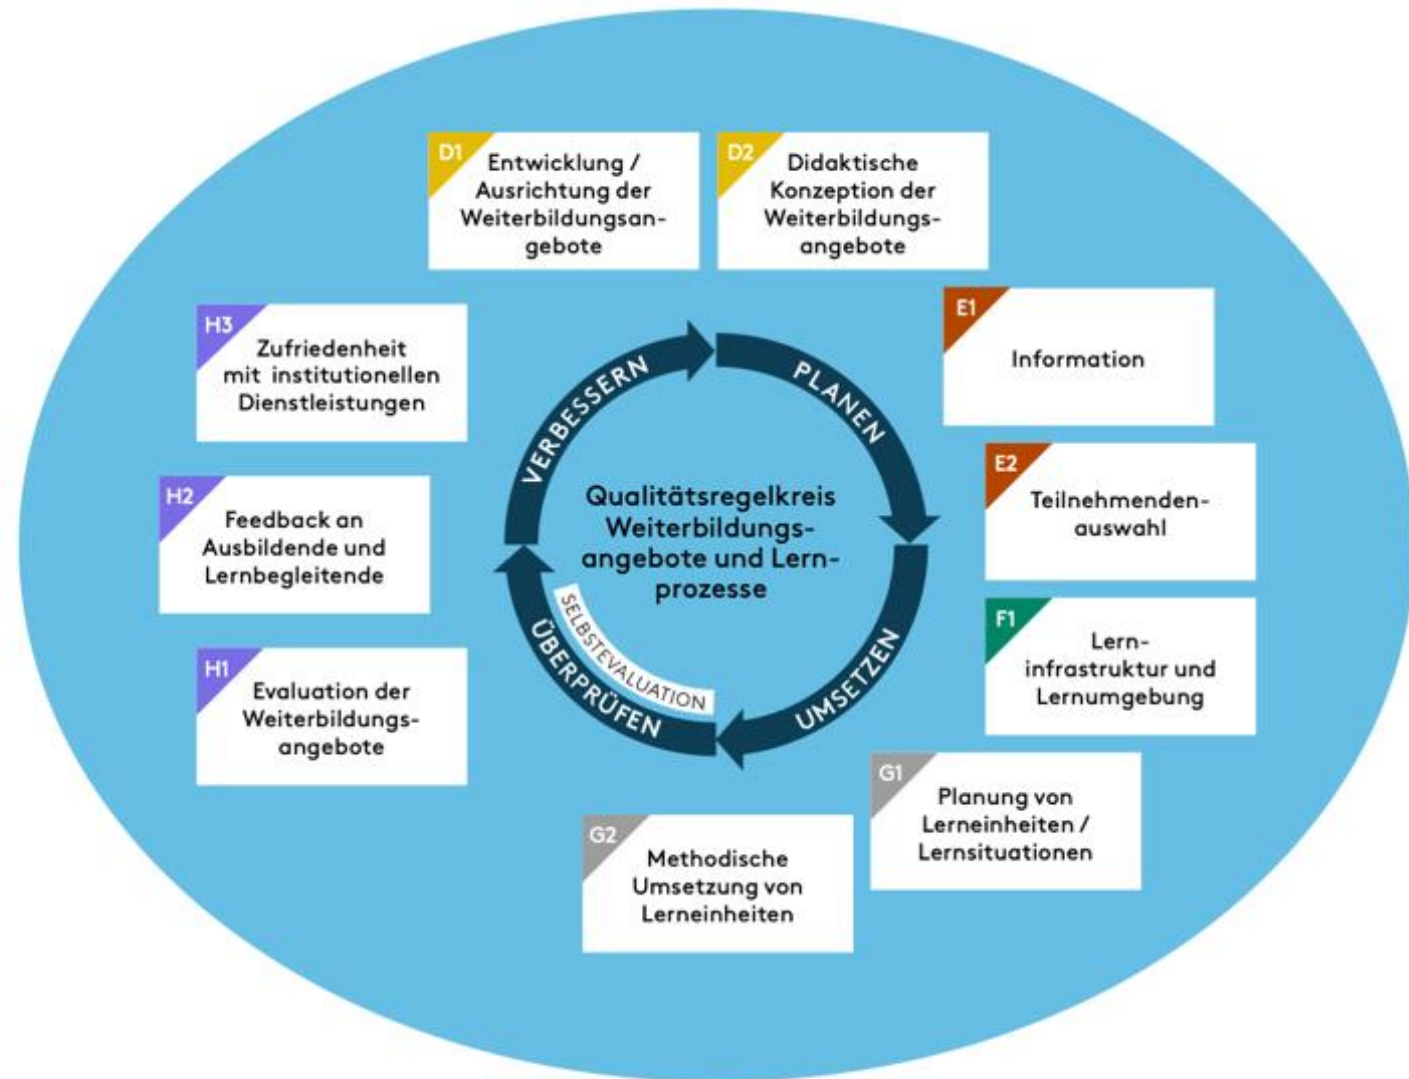 D1
Entwicklung /
Ausrichtung der
Weiterbildungsan-
gebote
D2
Didaktische
Konzeption der
Weiterbildungs-
angebote
E1
Information
E2
Teilnehmenden-
auswahl
F1
Lern-
infrastruktur und
Lernumgebung
G1
Planung von
Lerneinheiten /
Lernsituationen
G2
Methodische
Umsetzung von
Lerneinheiten
H1
Evaluation der
Weiterbildungs-
angebote
H2
Feedback an
Ausbildende und
Lernbegleitende
H3
Zufriedenheit
mit institutionellen
Dienstleistungen
PLANEN
UMSETZEN
ÜBERPRÜFEN
SELBSTEVALUATION
VERBESSERN
Qualitätsregelkreis
Weiterbildungs-
angebote und Lern-
prozesse